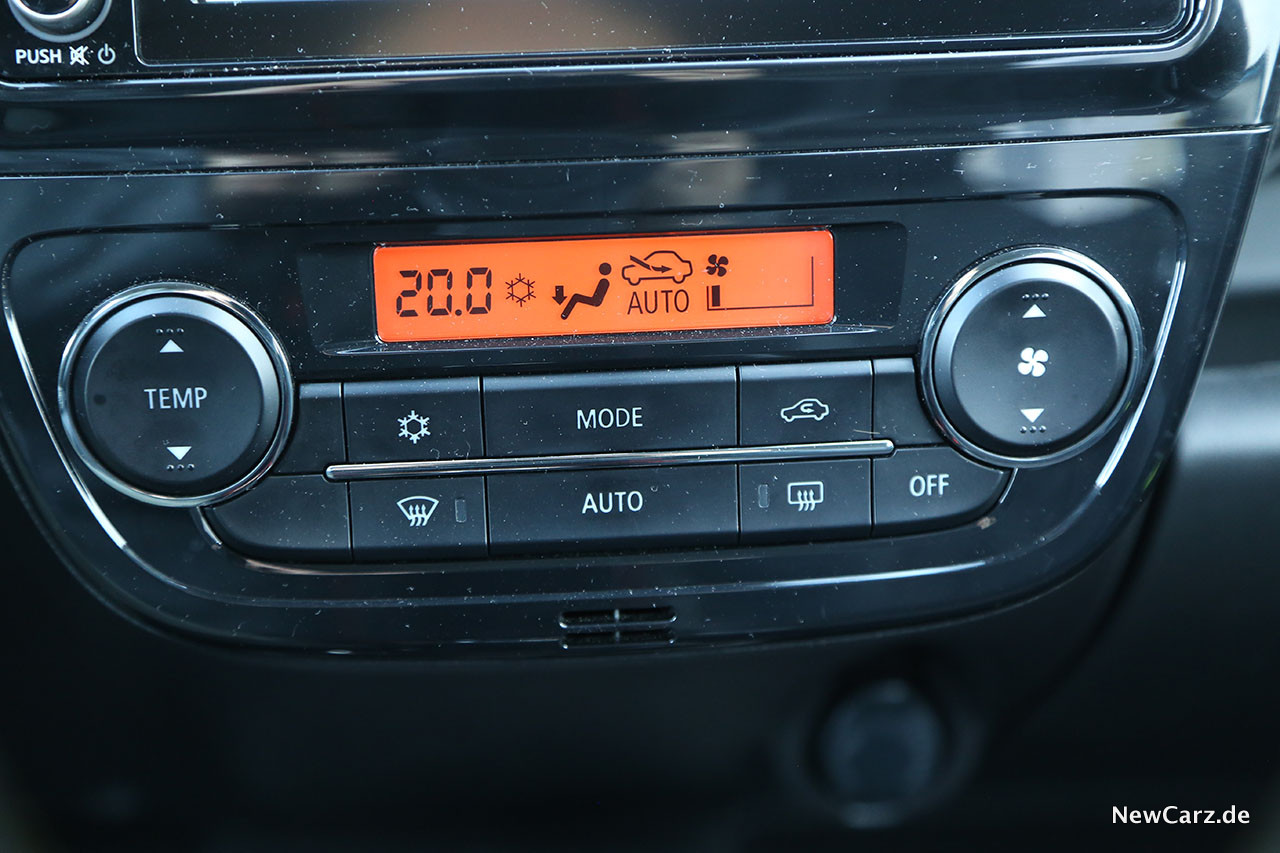 PUSH
20.0
AUTO
TEMP
MODE
AUTO
OFF
NewCarz.de